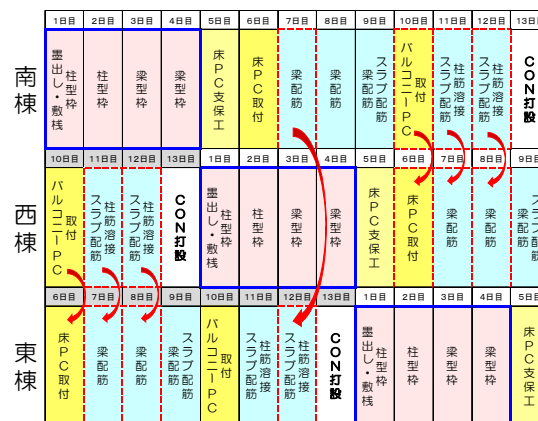 1日目 2日目 3日目 4日目 5日目 6日目 7日目 8日目 9日目 10日目 11日目 12日目 13日目
南棟
墨出し・敷桟
柱型枠
柱型枠
梁型枠
梁型枠
床PC支保工
床PC取付
梁配筋
梁配筋
梁配筋
スラブ配筋
バルコニーPC
取付
スラブ配筋
柱筋溶接
スラブ配筋
柱筋溶接
CON打設
10日目 11日目 12日目 13日目 1日目 2日目 3日目 4日目 5日目 6日目 7日目 8日目 9日目
西棟
バルコニーPC
取付
スラブ配筋
柱筋溶接
スラブ配筋
柱筋溶接
CON打設
墨出し・敷桟
柱型枠
柱型枠
梁型枠
梁型枠
床PC支保工
床PC取付
梁配筋
梁配筋
梁配筋
スラブ
6日目 7日目 8日目 9日目 10日目 11日目 12日目 13日目 1日目 2日目 3日目 4日目 5日目
東棟
床PC取付
梁配筋
梁配筋
梁配筋
スラブ配筋
バルコニーPC
取付
スラブ配筋
柱筋溶接
スラブ配筋
柱筋溶接
CON打設
墨出し・敷桟
柱型枠
柱型枠
梁型枠
梁型枠
床PC支保工